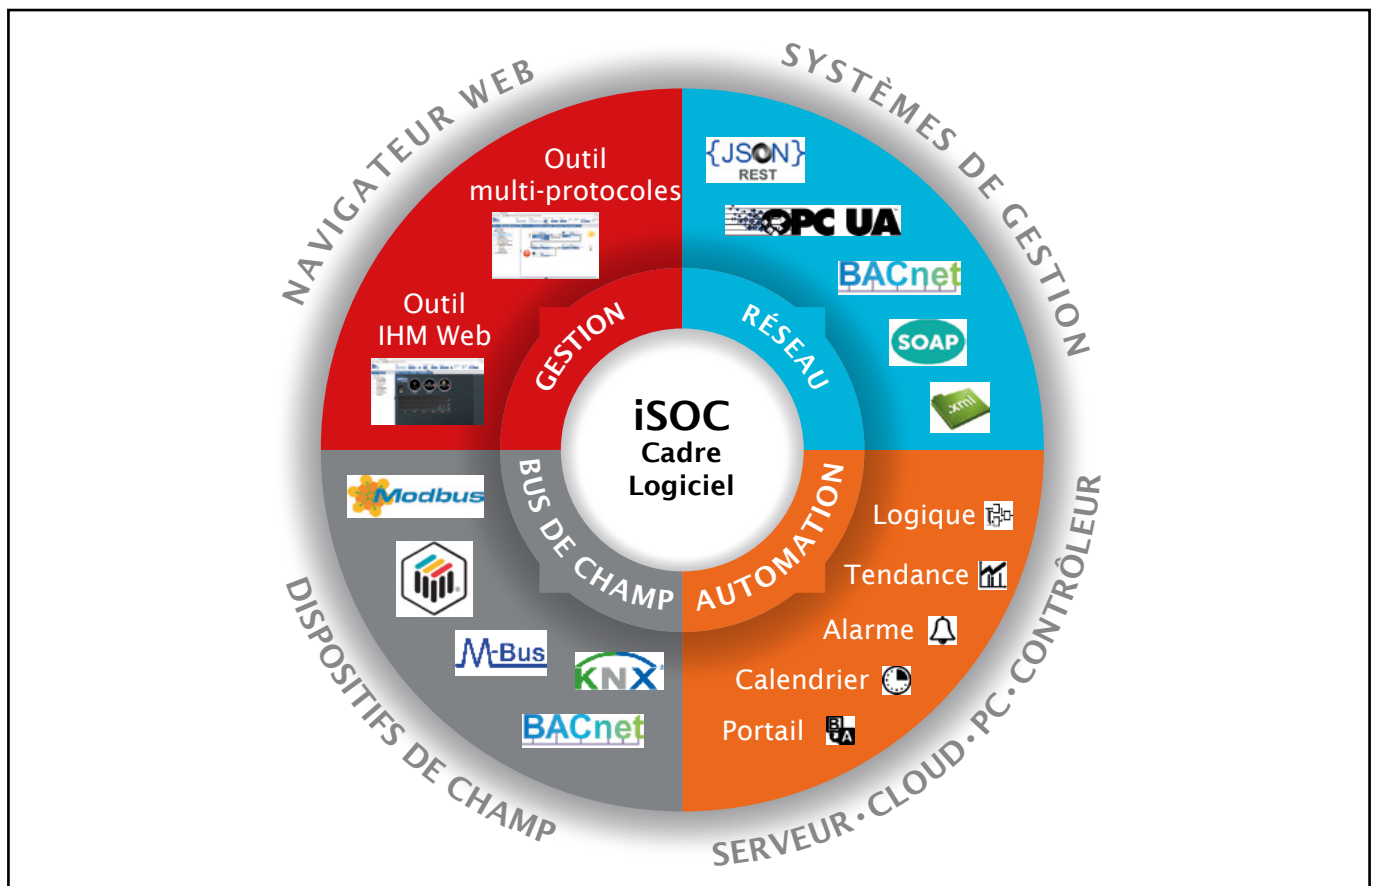 NAVIGATEUR WEB
SYSTÈMES DE GESTION
Outil
multi-protocoles
Outil
IHM Web
{JSON}
REST
OPC UA
BACnet
SOAP
.xml
GESTION
RÉSEAU
iSOC
Cadre
Logiciel
BUS DE CHAMP
AUTOMATION
Modbus
M-Bus
KNX
BACnet
Logique
Tendance
Alarme
Calendrier
Portail
B
A
DISPOSITIFS DE CHAMP
SERVEUR•CLOUD•PC•CONTRÔLEUR